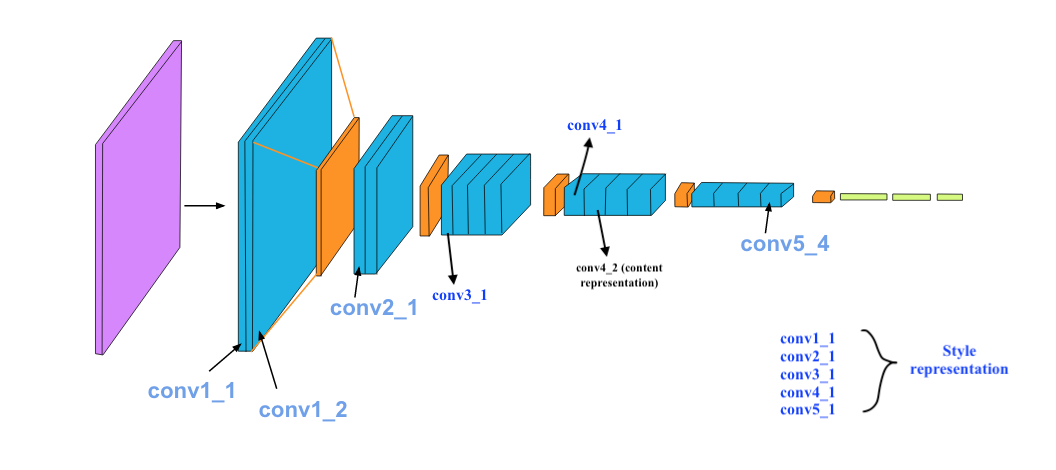 conv4_1
conv5_4
conv4_2 (content
representation)
conv3_1
conv2_1
conv1_1
conv1_2
conv1_1
conv2_1
conv3_1
conv4_1
conv5_1
Style
representation